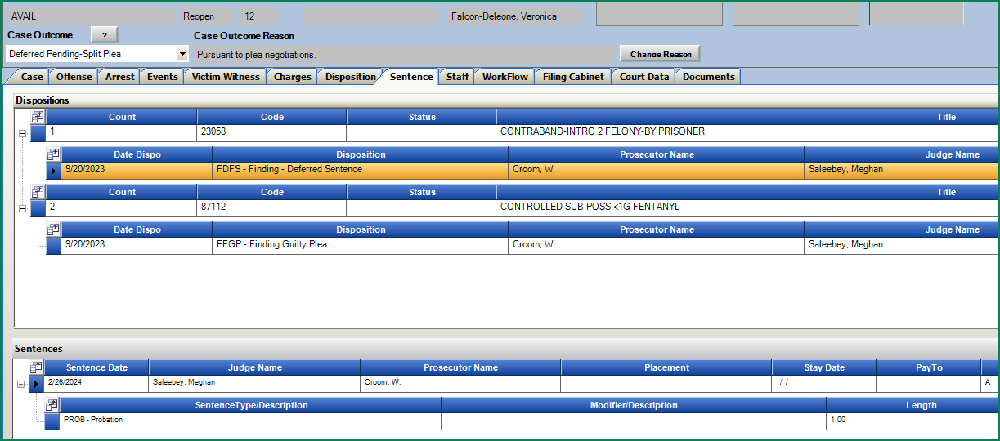 AVAIL Reopen 12 Falcon-Deleone, Veronica
Case Outcome ? Case Outcome Reason
Deferred Pending-Split Plea Pursuant to plea negotiations. Change Reason
Case Offense Arrest Events Victim Witness Charges Disposition Sentence Staff WorkFlow Filing Cabinet Court Data Documents
Dispositions
Count Code Status Title
1 23058 CONTRABAND-INTRO 2 FELONY-BY PRISONER
Date Dispo Disposition Prosecutor Name Judge Name
9/20/2023 FDFS - Finding - Deferred Sentence Croom, W. Saleebey, Meghan
Count Code Status Title
2 87112 CONTROLLED SUB-POSS <1G FENTANYL
Date Dispo Disposition Prosecutor Name Judge Name
9/20/2023 FFGP - Finding Guilty Plea Croom, W. Saleebey, Meghan
Sentences
Sentence Date Judge Name Prosecutor Name Placement Stay Date PayTo
2/26/2024 Saleebey, Meghan Croom, W. / / A
SentenceType/Description Modifier/Description Length
PROB - Probation 1.00